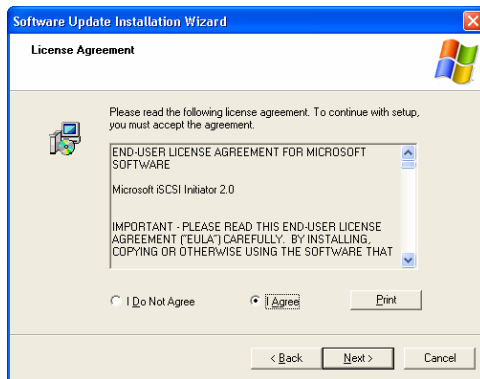 Software Update Installation Wizard
License Agreement
Please read the following license agreement. To continue with setup,
you must accept the agreement.
END-USER LICENSE AGREEMENT FOR MICROSOFT
SOFTWARE
Microsoft iSCSI Initiator 2.0
IMPORTANT - PLEASE READ THIS END-USER LICENSE
AGREEMENT ("EULA") CAREFULLY. BY INSTALLING,
COPYING OR OTHERWISE USING THE SOFTWARE THAT
I Do Not Agree
I Agree
Print
< Back
Next >
Cancel